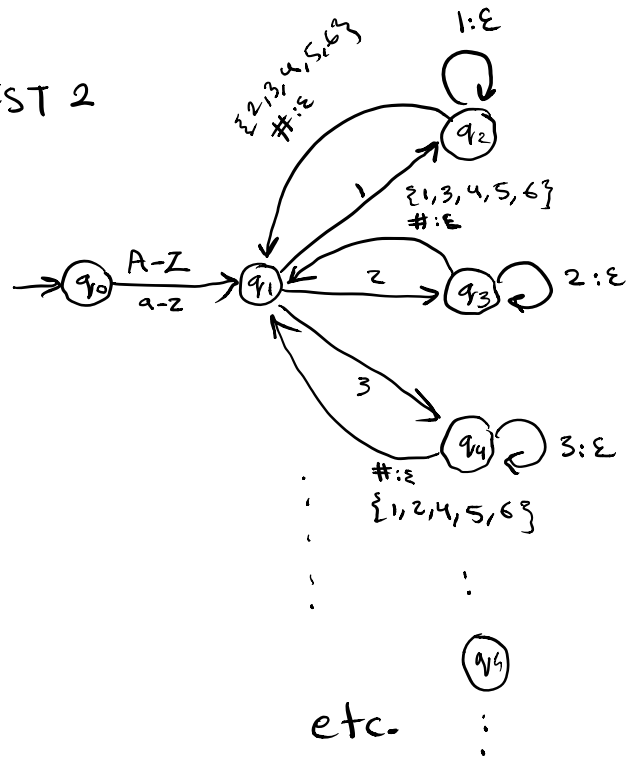 ST 2
1:ε
{2,3,4,5,6}
#:ε
q2
1
{1,3,4,5,6}
#:ε
A-Z
a-z
q0
q1
2
q3
2:ε
3
q4
3:ε
#:ε
{1,2,4,5,6}
q5
etc.